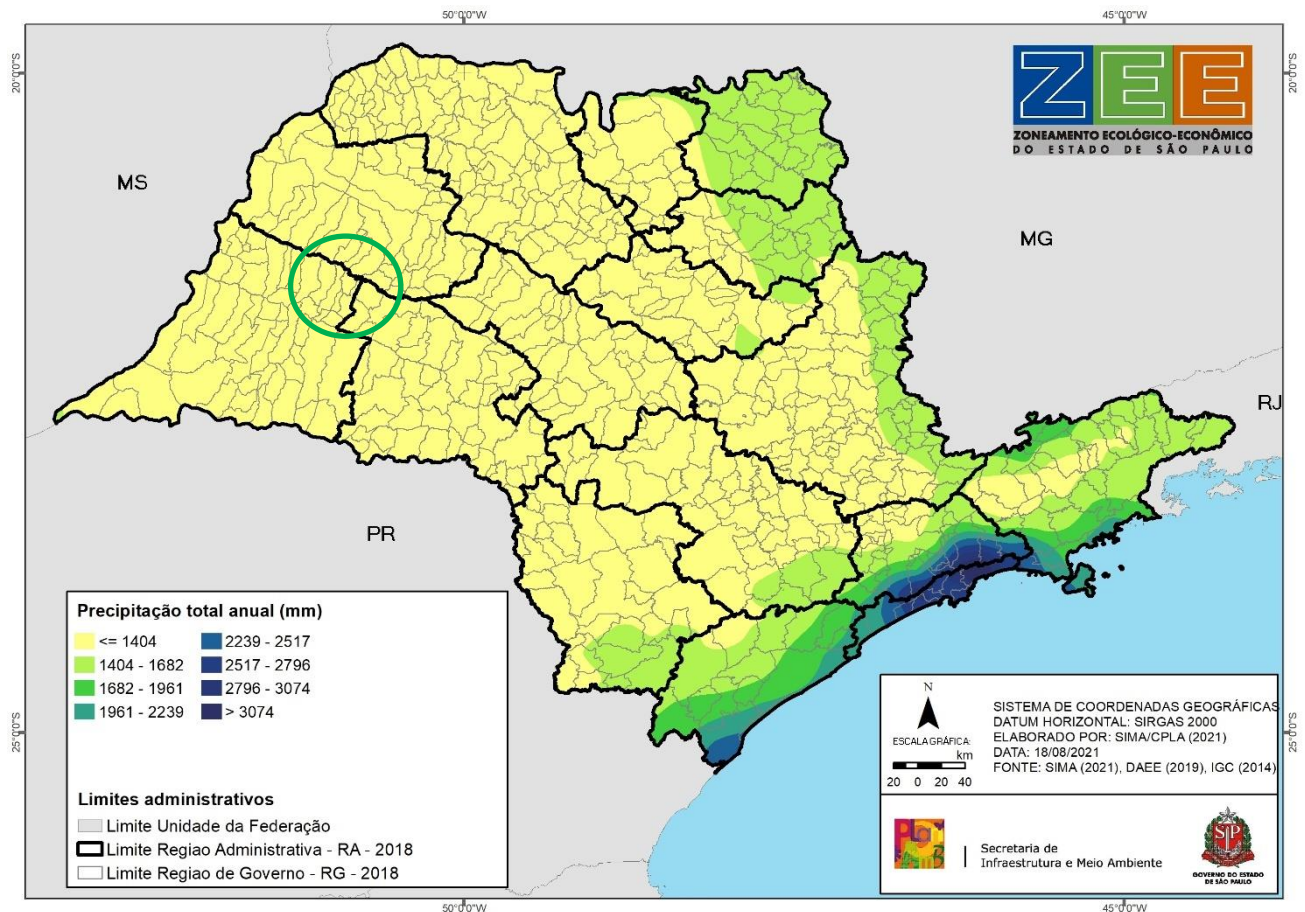 50°0'0"W
45°0'0"W
20°0'0"S
20°0'0"S
ZEE
ZONEAMENTO ECOLÓGICO-ECONÔMICO
DO ESTADO DE SÃO PAULO
MS
MG
RJ
PR
Precipitação total anual (mm)
<= 1404
1404 - 1682
1682 - 1961
1961 - 2239
2239 - 2517
2517 - 2796
2796 - 3074
> 3074
Limites administrativos
Limite Unidade da Federação
Limite Regiao Administrativa - RA - 2018
Limite Regiao de Governo - RG - 2018
25°0'0"S
25°0'0"S
N
ESCALA GRÁFICA:
km
20 0 20 40
SISTEMA DE COORDENADAS GEOGRÁFICAS
DATUM HORIZONTAL: SIRGAS 2000
ELABORADO POR: SIMA/CPLA (2021)
DATA: 18/08/2021
FONTE: SIMA (2021), DAEE (2019), IGC (2014)
Secretaria de
Infraestrutura e Meio Ambiente
SP
GOVERNO DO ESTADO
DE SÃO PAULO
50°0'0"W
45°0'0"W